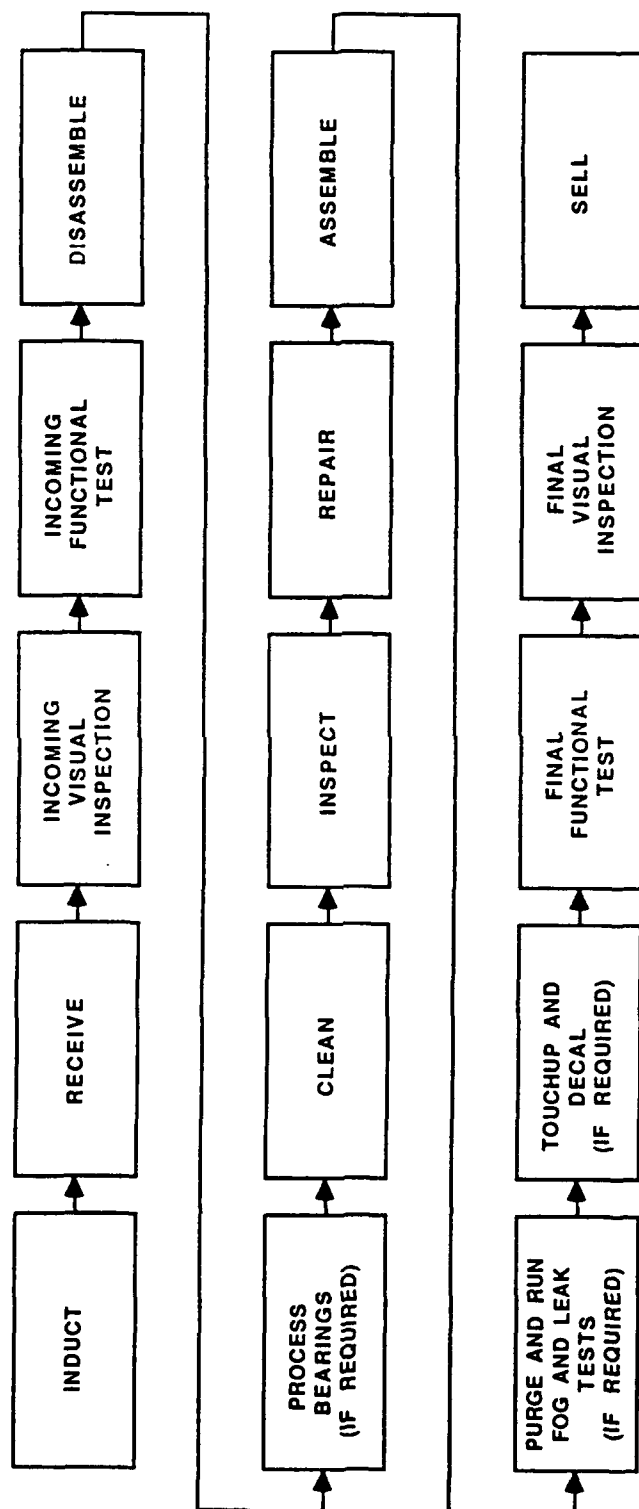 INDUCT
RECEIVE
INCOMING
VISUAL
INSPECTION
INCOMING
FUNCTIONAL
TEST
DISASSEMBLE
PROCESS
BEARINGS
(IF REQUIRED)
CLEAN
INSPECT
REPAIR
ASSEMBLE
PURGE AND RUN
FOG AND LEAK
TESTS
(IF REQUIRED)
TOUCHUP AND
DECAL
(IF REQUIRED)
FINAL
FUNCTIONAL
TEST
FINAL
VISUAL
INSPECTION
SELL